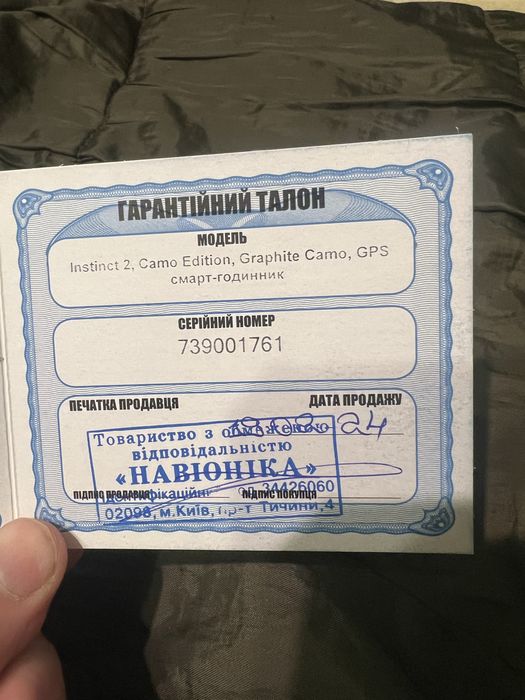 ГАРАНТІЙНИЙ ТАЛОН
МОДЕЛЬ
Instinct 2, Camo Edition, Graphite Camo, GPS
смарт-годинник
СЕРІЙНИЙ НОМЕР
739001761
ПЕЧАТКА ПРОДАВЦЯ ДАТА ПРОДАЖУ
24
Товариство з обмеженою
відповідальністю
«НАВІОНІКА»
ПІДПИС ПРОДАВЦЯ ПІДПИС ПОКУПЦЯ
34426060
02098, м.Київ, пр-т Тичини, 4